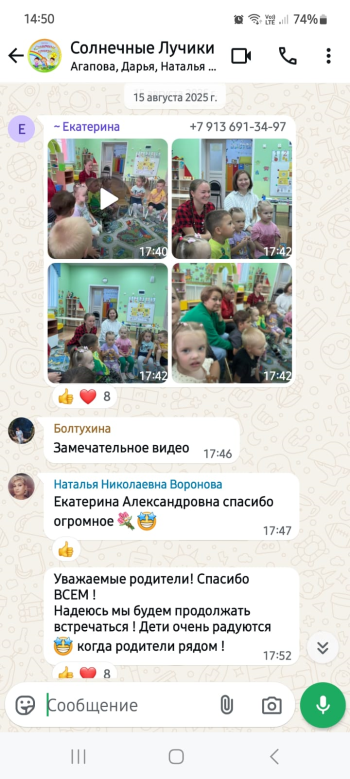 14:50
Vo))
LTE
74%
Солнечные Лучики
Агапова, Дарья, Наталья ...
15 августа 2025 г.
Е
~ Екатерина
+7 913 691-34-97
17:40
17:42
17:42
17:42
8
Болтухина
Замечательное видео
17:46
Наталья Николаевна Воронова
Екатерина Александровна спасибо
огромное 💐 🤩
17:47
Уважаемые родители! Спасибо
ВСЕМ !
Надеюсь мы будем продолжать
встречаться ! Дети очень радуются
🤩 когда родители рядом !
17:52
8
Сообщение